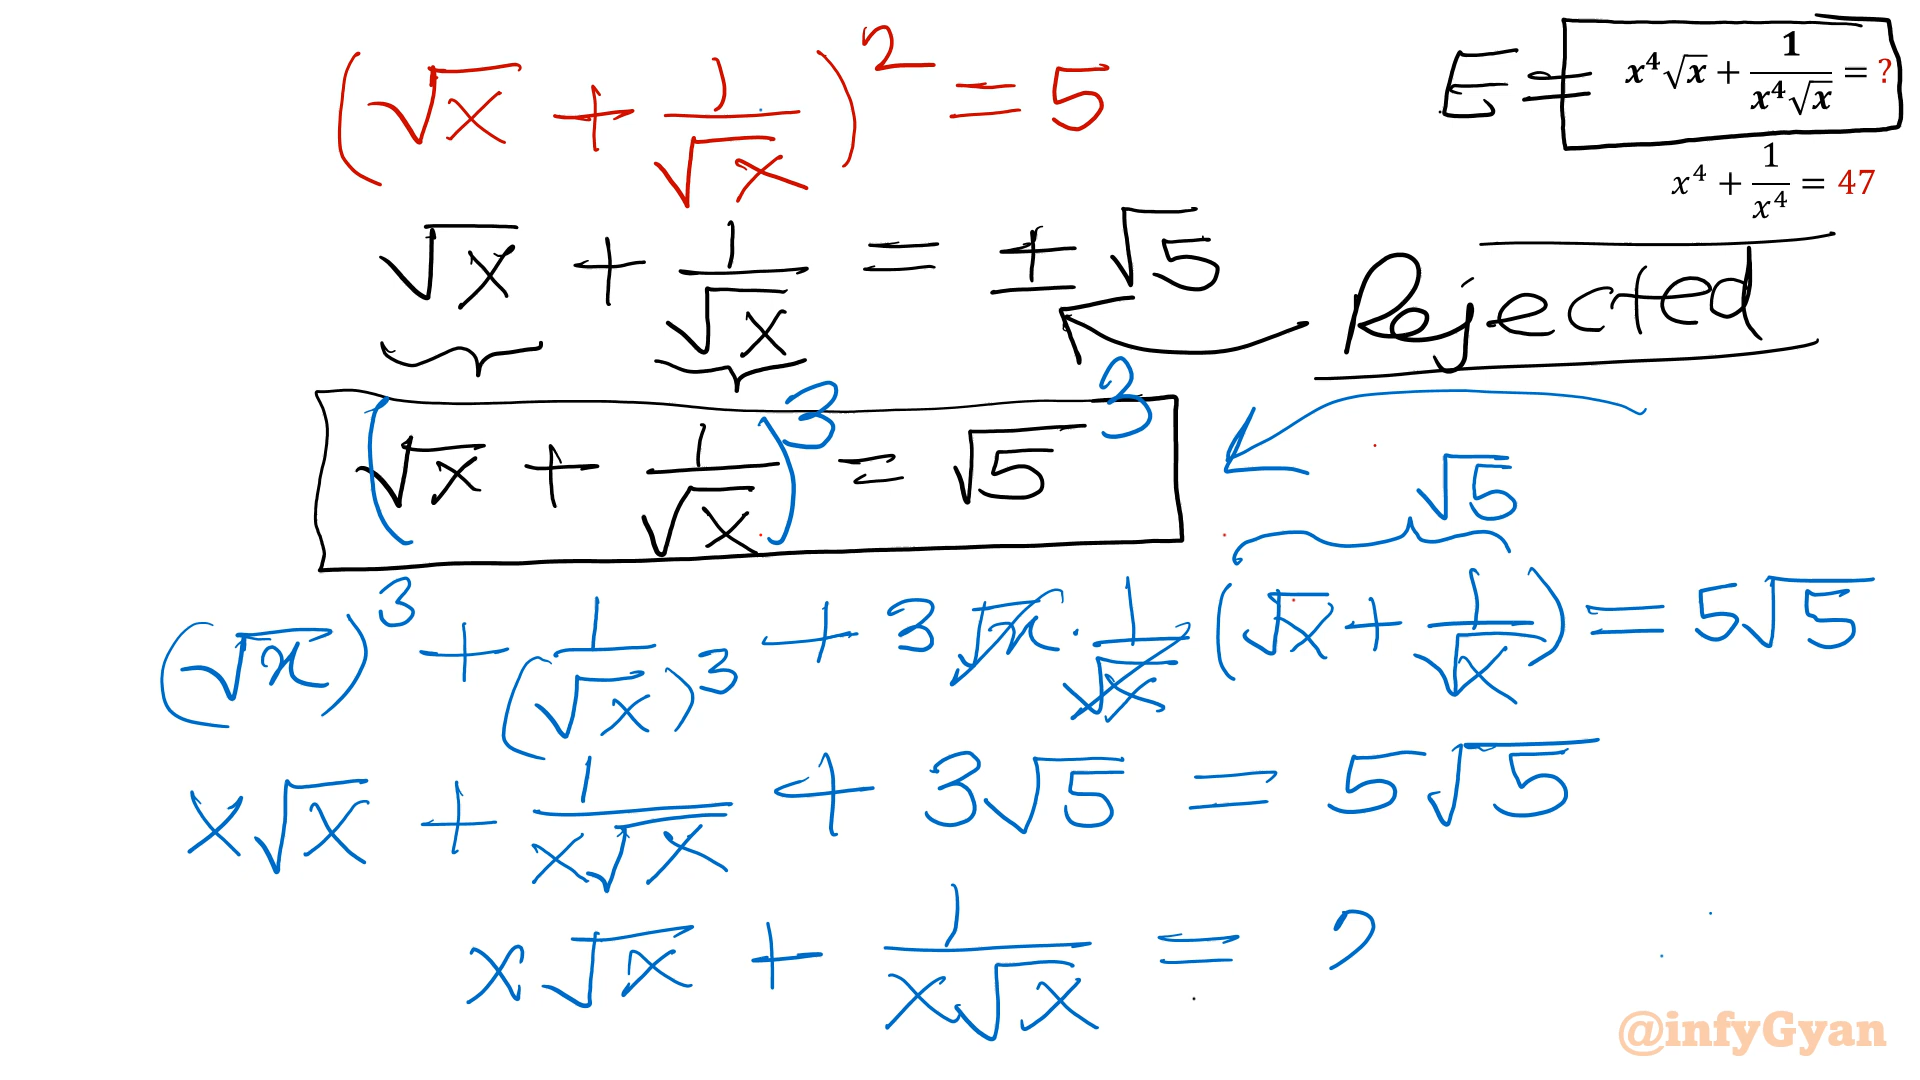 (√x + 1/√x)² = 5
E = x⁴√x + 1/(x⁴√x) = ?
x⁴ + 1/x⁴ = 47
√x + 1/√x = ± √5
Rejected
(√x + 1/√x)³ = √5³
√5
(√x)³ + 1/(√x)³ + 3√x · 1/√x (√x + 1/√x) = 5√5
x√x + 1/(x√x) + 3√5 = 5√5
x√x + 1/(x√x) =
@infyGyan